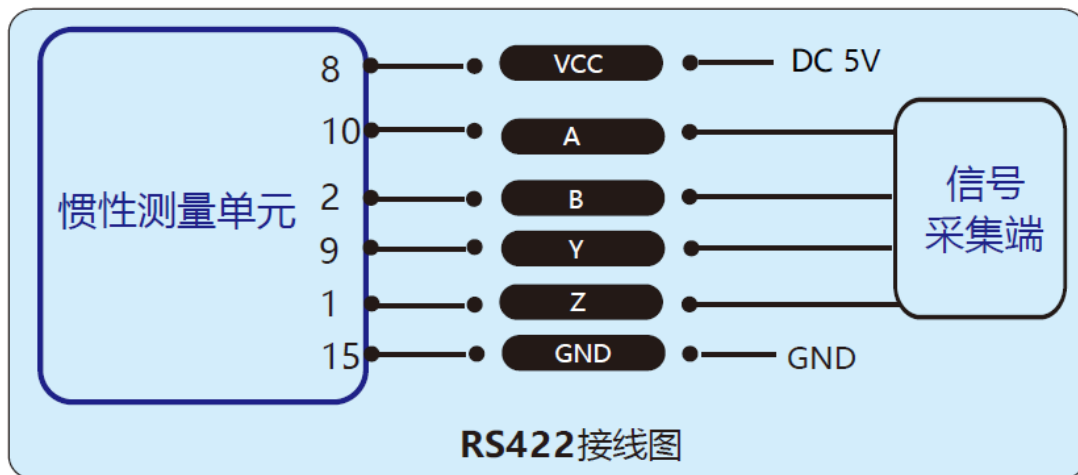 8 VCC DC 5V
10 A
2 B
惯性测量单元
信号
采集端
9 Y
1 Z
15 GND GND
RS422接线图